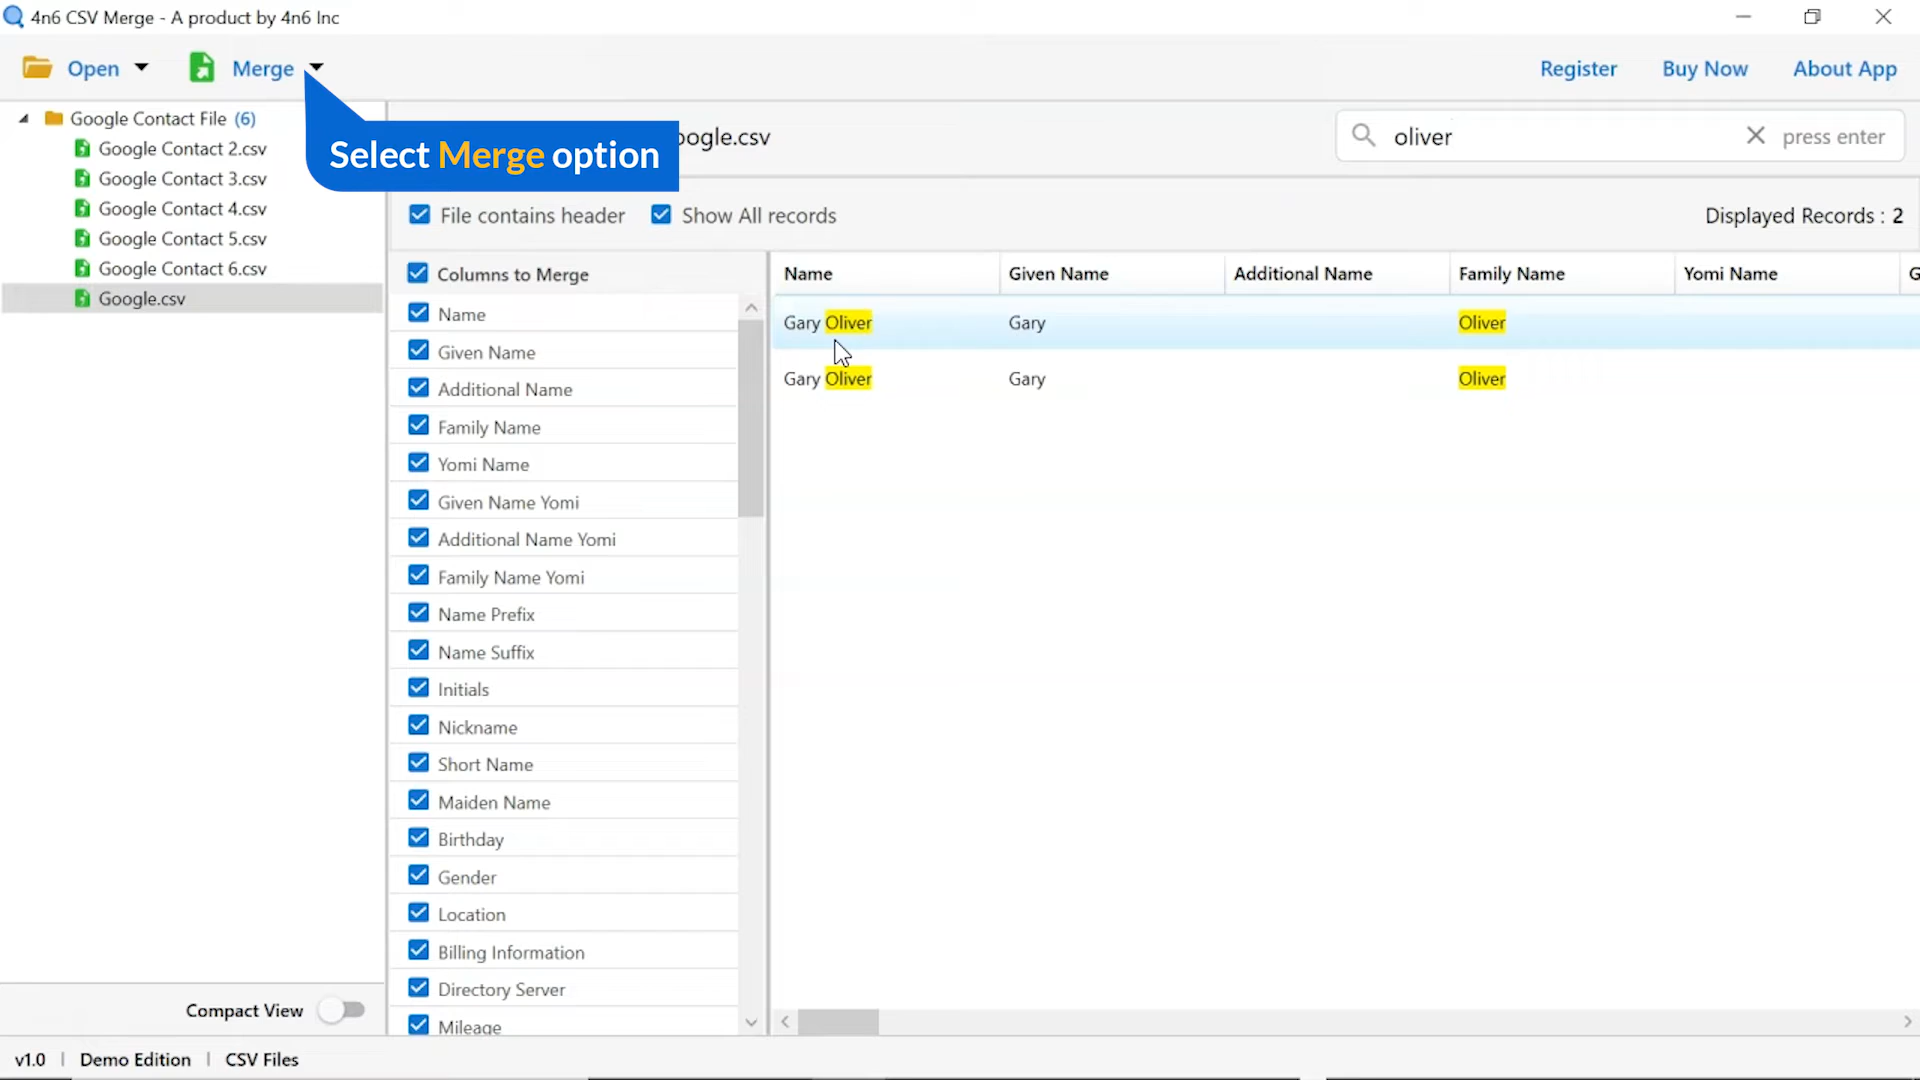 4n6 CSV Merge - A product by 4n6 Inc
Open Merge Register Buy Now About App
Google Contact File (6)
Google Contact 2.csv
Google Contact 3.csv
Google Contact 4.csv
Google Contact 5.csv
Google Contact 6.csv
Google.csv
Select Merge option
oogle.csv
oliver press enter
File contains header Show All records Displayed Records : 2
Columns to Merge
Name
Given Name
Additional Name
Family Name
Yomi Name
Given Name Yomi
Additional Name Yomi
Family Name Yomi
Name Prefix
Name Suffix
Initials
Nickname
Short Name
Maiden Name
Birthday
Gender
Location
Billing Information
Directory Server
Mileage
Name Given Name Additional Name Family Name Yomi Name G
Gary Oliver Gary Oliver
Gary Oliver Gary Oliver
Compact View
v1.0 | Demo Edition | CSV Files